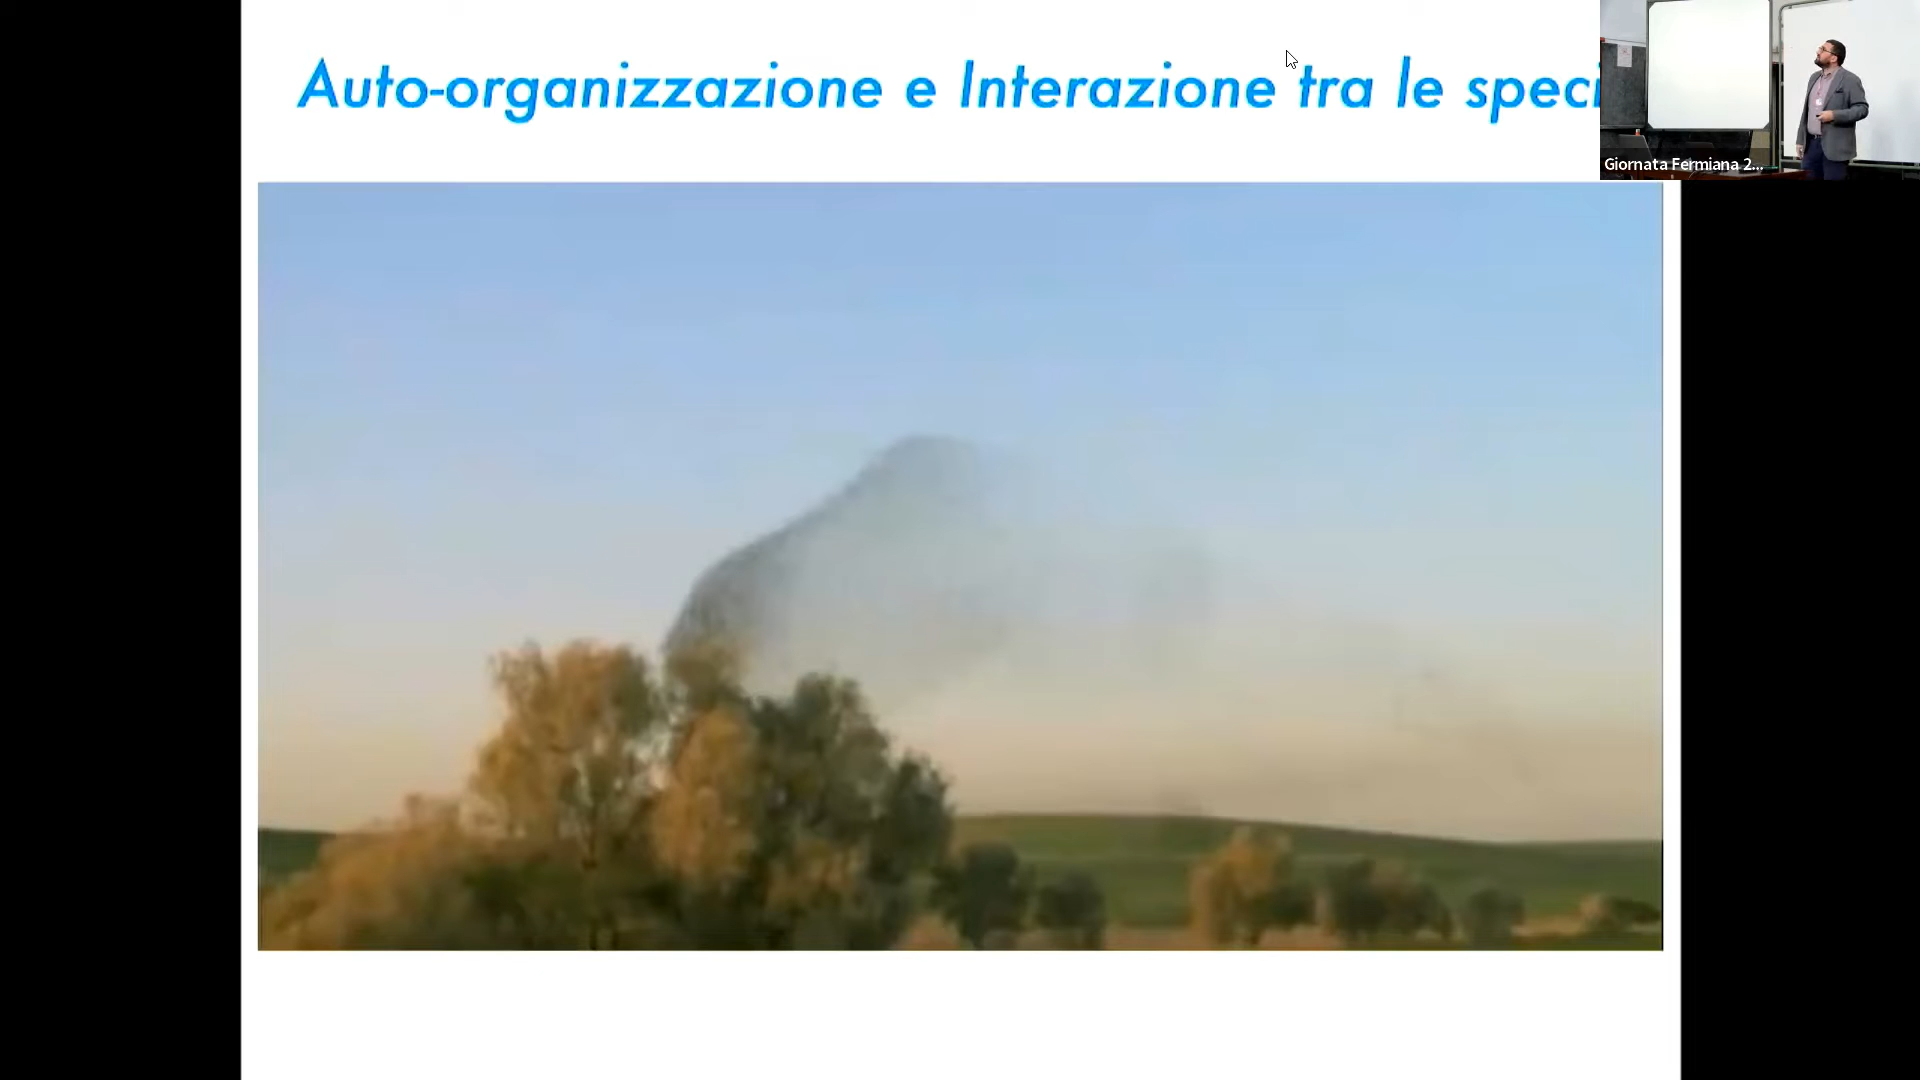 Auto-organizzazione e Interazione tra le speci
Giornata Fermiana 2...